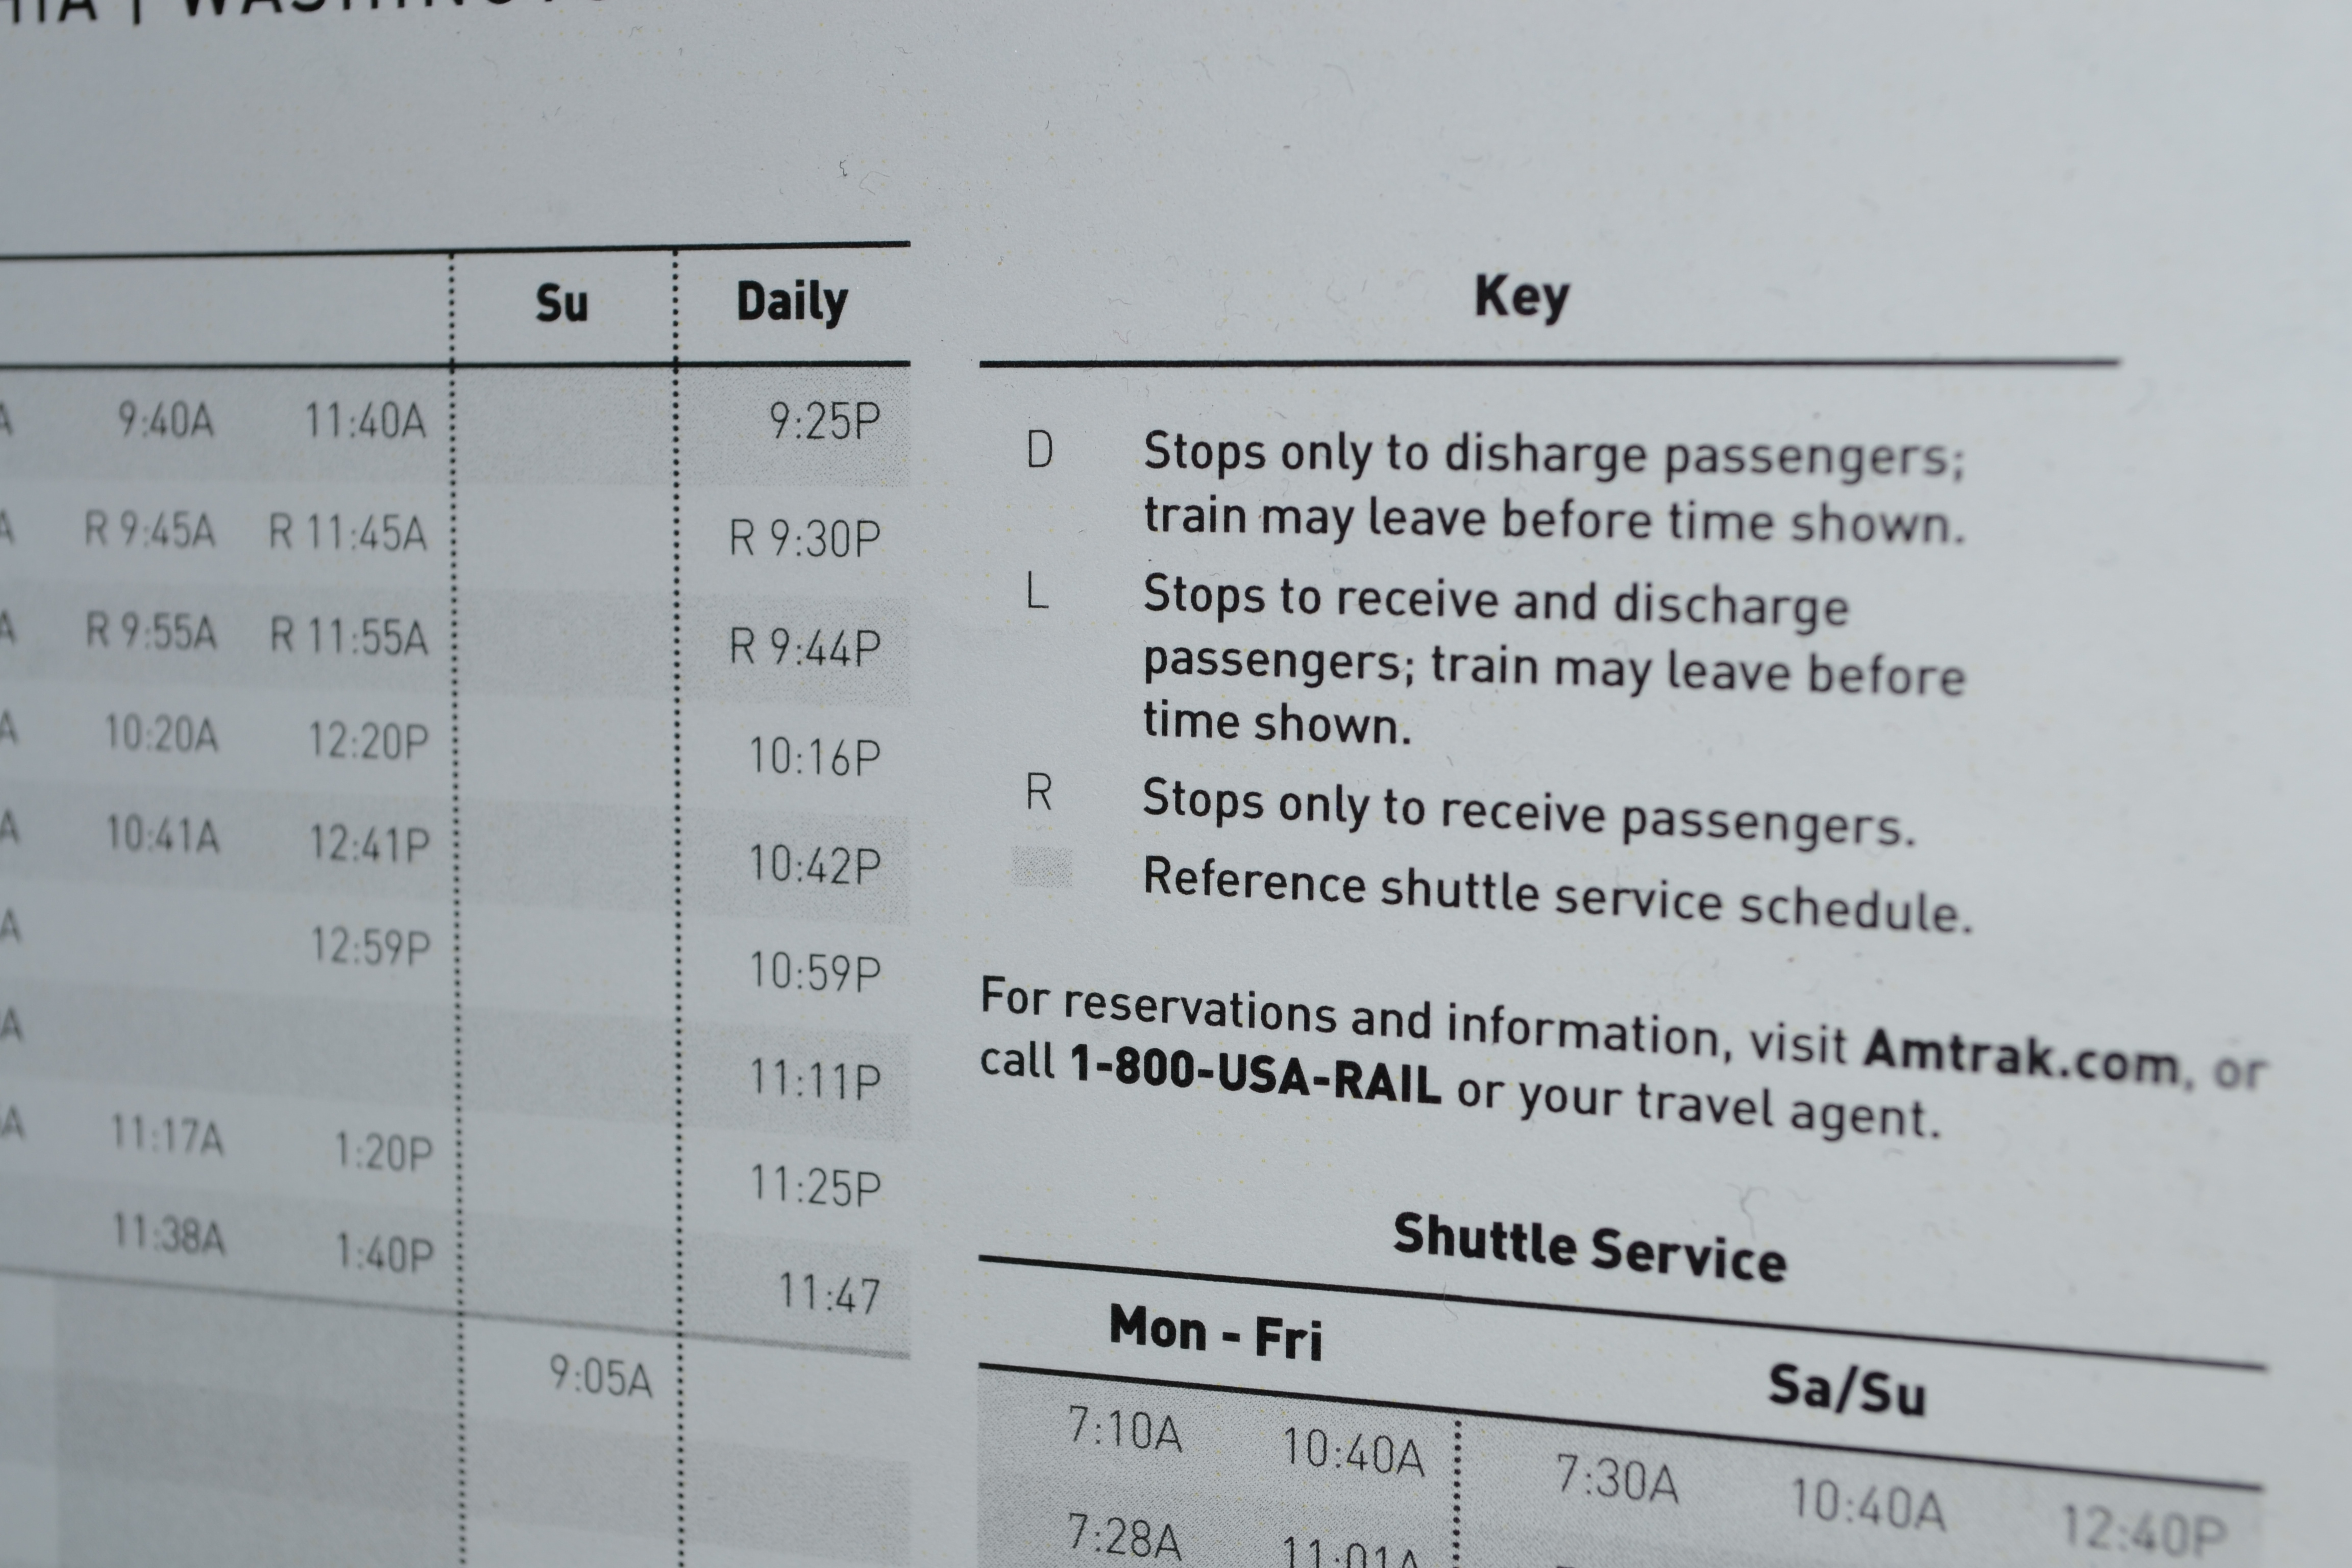 Su Daily
9:40A 11:40A 9:25P
R 9:45A R 11:45A R 9:30P
R 9:55A R 11:55A R 9:44P
10:20A 12:20P 10:16P
10:41A 12:41P 10:42P
12:59P 10:59P
11:11P
11:17A 1:20P 11:25P
11:38A 1:40P 11:47
9:05A
Key
D Stops only to disharge passengers;
train may leave before time shown.
L Stops to receive and discharge
passengers; train may leave before
time shown.
R Stops only to receive passengers.
Reference shuttle service schedule.
For reservations and information, visit Amtrak.com, or
call 1-800-USA-RAIL or your travel agent.
Shuttle Service
Mon - Fri Sa/Su
7:10A 10:40A 7:30A 10:40A 12:40P
7:28A 11:01A